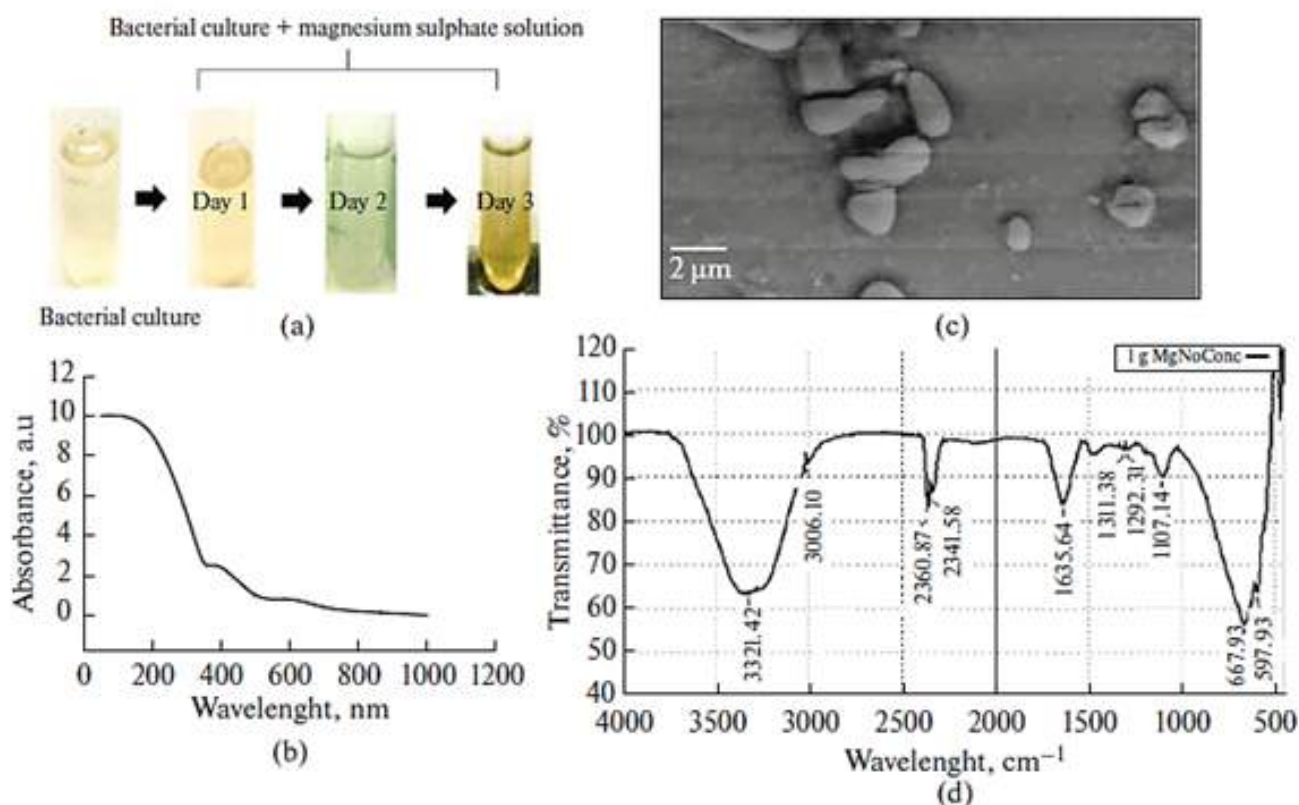 Bacterial culture + magnesium sulphate solution
Day 1
Day 2
Day 3
Bacterial culture
(a)
2 μm
(c)
12
10
8
6
4
2
0
Absorbance, a.u
0 200 400 600 800 1000 1200
Wavelenght, nm
(b)
1 g MgNoConc
120
110
100
90
80
70
60
50
40
Transmittance, %
3321.42
3006.10
2360.87
2341.58
1635.64
1311.38
1292.31
1107.14
667.93
597.93
4000 3500 3000 2500 2000 1500 1000 500
Wavelenght, cm⁻¹
(d)